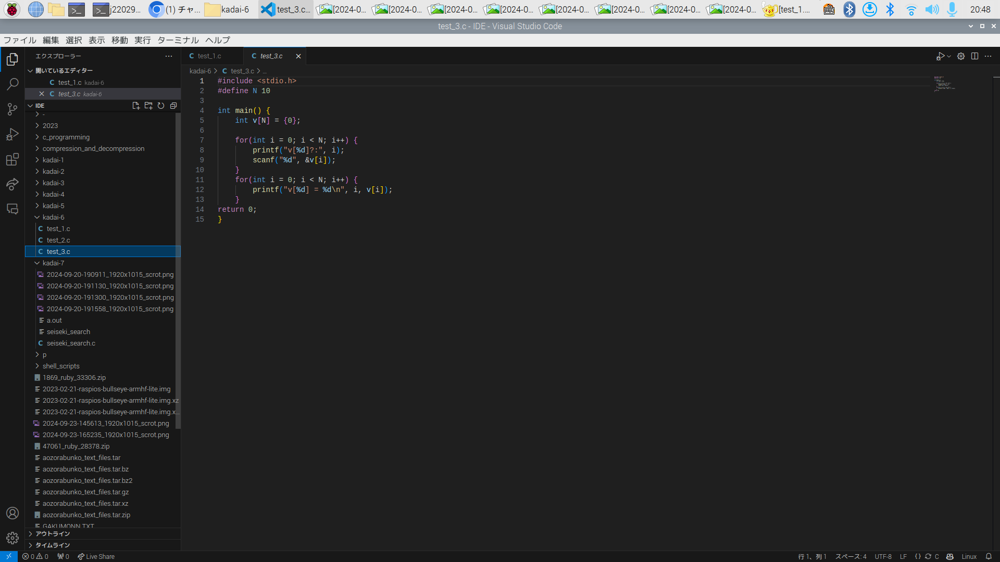 j22029...
(1) チャ...
kadai-6
test_3.c...
[2024-0...
[2024-0...
[2024-0...
[2024-0...
[2024-0...
[2024-0...
[2024-0...
[2024-0...
[test_1....
20:48
test_3.c - IDE - Visual Studio Code
ファイル 編集 選択 表示 移動 実行 ターミナル ヘルプ
エクスプローラー
開いているエディター
C test_1.c kadai-6
C test_3.c kadai-6
IDE
-
2023
c_programming
compression_and_decompression
kadai-1
kadai-2
kadai-3
kadai-4
kadai-5
kadai-6
C test_1.c
C test_2.c
C test_3.c
kadai-7
2024-09-20-190911_1920x1015_scrot.png
2024-09-20-191130_1920x1015_scrot.png
2024-09-20-191300_1920x1015_scrot.png
2024-09-20-191558_1920x1015_scrot.png
a.out
seiseki_search
C seiseki_search.c
p
shell_scripts
1869_ruby_33306.zip
2023-02-21-raspios-bullseye-armhf-lite.img
2023-02-21-raspios-bullseye-armhf-lite.img.xz
2023-02-21-raspios-bullseye-armhf-lite.img.x...
2024-09-23-145613_1920x1015_scrot.png
2024-09-23-165235_1920x1015_scrot.png
47061_ruby_28378.zip
aozorabunko_text_files.tar
aozorabunko_text_files.tar.bz
aozorabunko_text_files.tar.bz2
aozorabunko_text_files.tar.gz
aozorabunko_text_files.tar.xz
aozorabunko_text_files.tar.zip
GAKUMONN.TXT
アウトライン
タイムライン
C test_1.c
C test_3.c
kadai-6 > C test_3.c > ...
1 #include <stdio.h>
2 #define N 10
3
4 int main() {
5     int v[N] = {0};
6
7     for(int i = 0; i < N; i++) {
8         printf("v[%d]?:", i);
9         scanf("%d", &v[i]);
10     }
11     for(int i = 0; i < N; i++) {
12         printf("v[%d] = %d\n", i, v[i]);
13     }
14 return 0;
15 }
0 0 0 Live Share
行 1、列 1 スペース: 4 UTF-8 LF {} C Linux